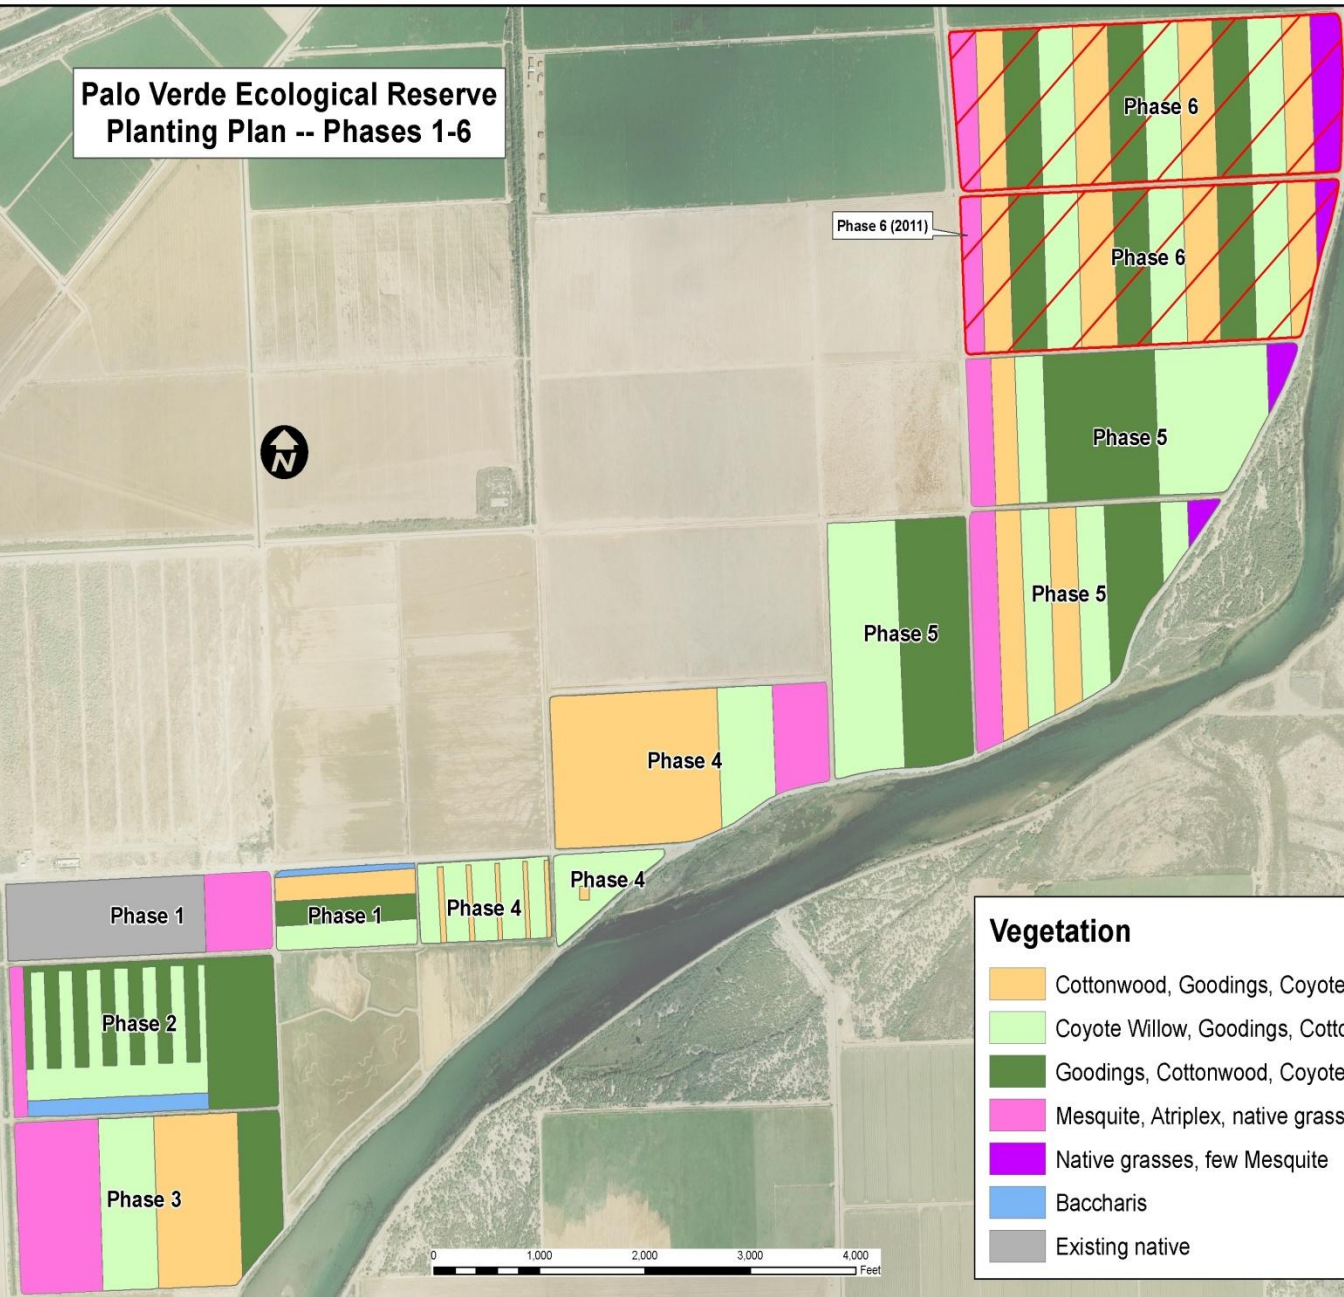 Palo Verde Ecological Reserve
Planting Plan -- Phases 1-6
Phase 6
Phase 6 (2011)
Phase 6
Phase 5
Phase 5
Phase 5
Phase 4
Phase 4
Phase 4
Phase 1
Phase 1
Phase 2
Phase 3
N
0 1,000 2,000 3,000 4,000
Feet
Vegetation
Cottonwood, Goodings, Coyote
Coyote Willow, Goodings,
Goodings, Cottonwood, Coyote
Mesquite, Atriplex, native
Native grasses, few Mesquite
Baccharis
Existing native